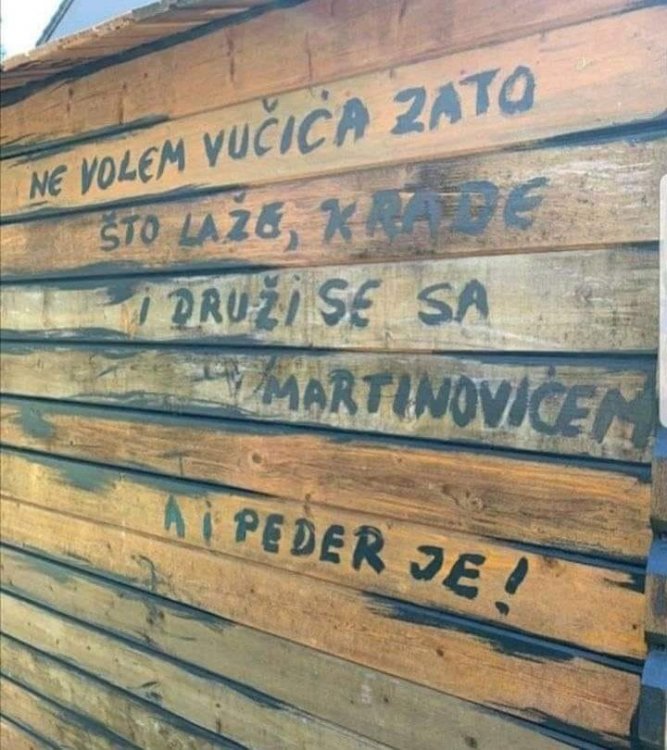 NE VOLEM VUČIĆA ZATO
ŠTO LAŽE, KRADE
I DRUŽI SE SA
MARTINOVIĆEM
A I PEDER JE!